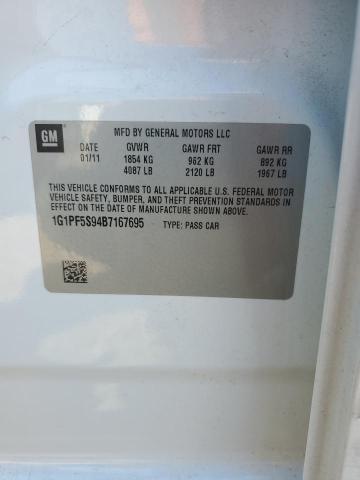 GM
MFD BY GENERAL MOTORS LLC
DATE GVWR GAWR FRT GAWR RR
01/11 1854 KG 962 KG 892 KG
4087 LB 2120 LB 1967 LB
THIS VEHICLE CONFORMS TO ALL APPLICABLE U.S. FEDERAL MOTOR
VEHICLE SAFETY, BUMPER, AND THEFT PREVENTION STANDARDS IN
EFFECT ON THE DATE OF MANUFACTURE SHOWN ABOVE.
1G1PF5S94B7167695 TYPE: PASS CAR